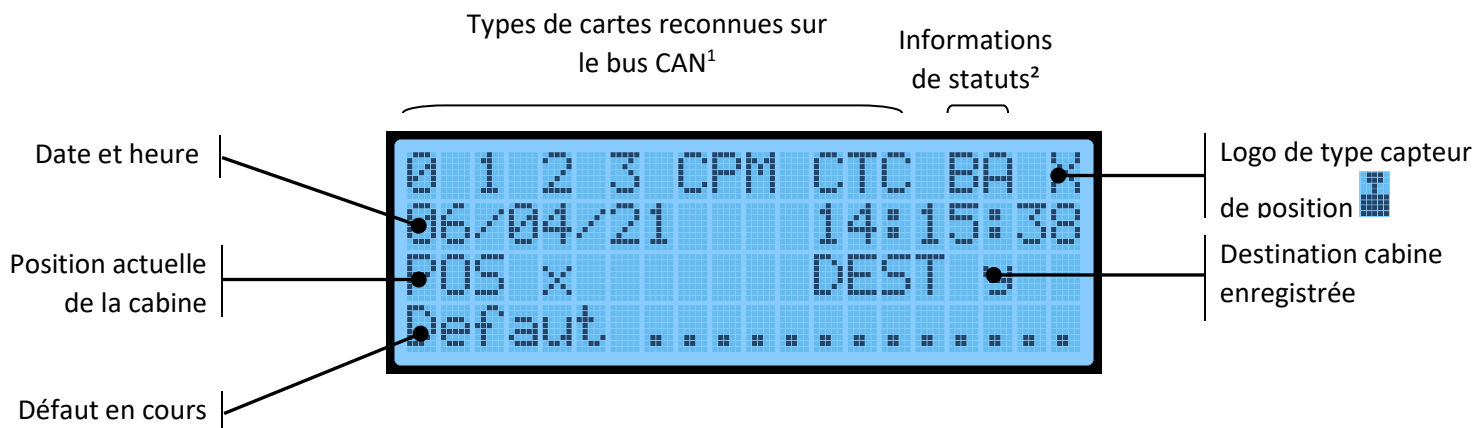 Types de cartes reconnues sur
le bus CAN¹
Informations
de statuts²
Date et heure
Position actuelle
de la cabine
Défaut en cours
0 1 2 3 CPM CTC BA X
06/04/21 14:15:38
POS x DEST y
Defaut .............
Logo de type capteur
de position
Destination cabine
enregistrée